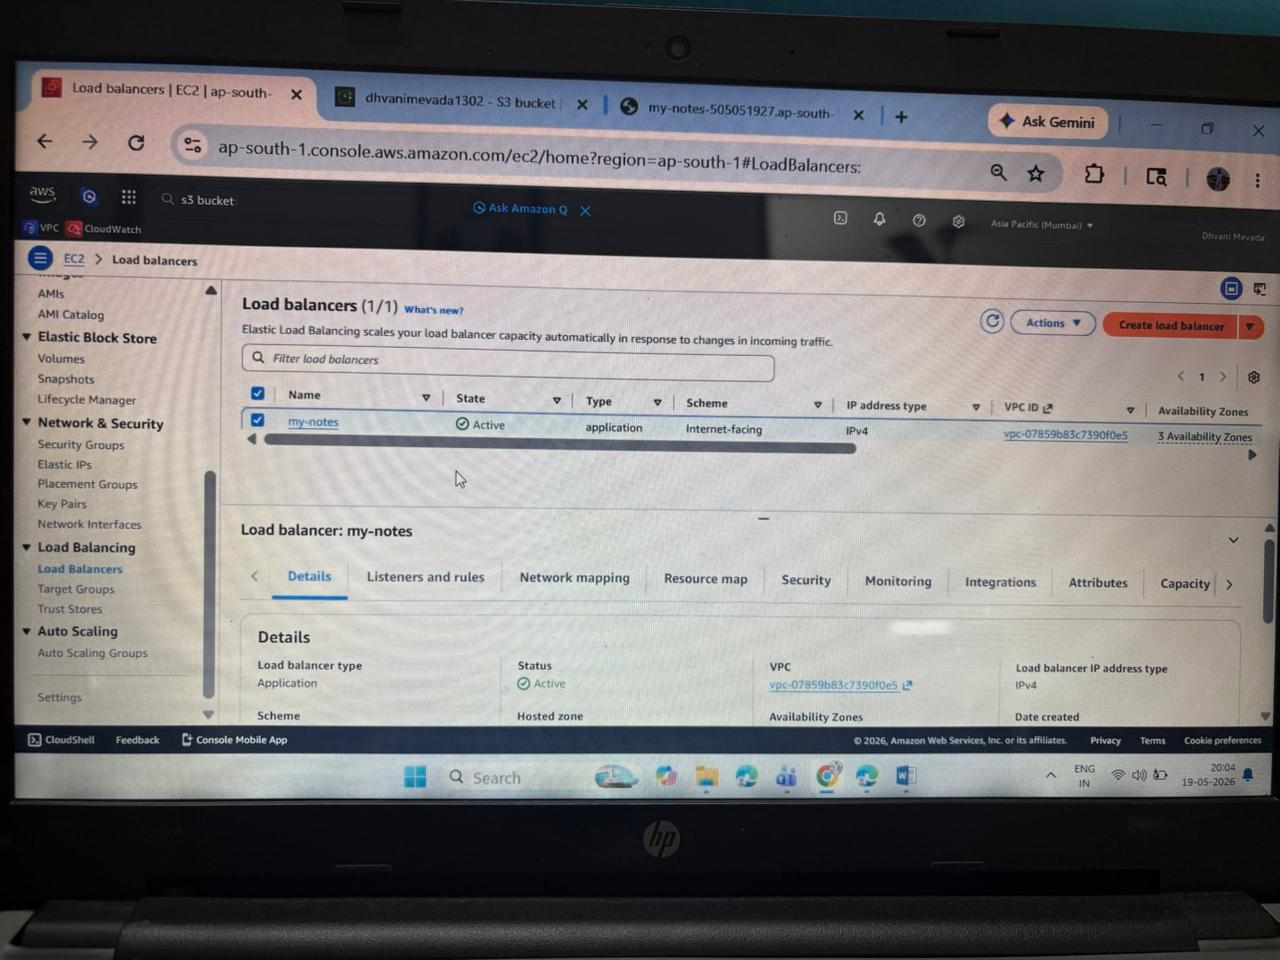 Load balancers | EC2 | ap-south-
dhvanimevada1302 - S3 bucket
my-notes-505051927.ap-south-
Ask Gemini
ap-south-1.console.aws.amazon.com/ec2/home?region=ap-south-1#LoadBalancers:
aws
s3 bucket
Ask Amazon Q
Asia Pacific (Mumbai)
Dhvani Mevada
VPC
CloudWatch
EC2 > Load balancers
AMIs
AMI Catalog
Elastic Block Store
Volumes
Snapshots
Lifecycle Manager
Network & Security
Security Groups
Elastic IPs
Placement Groups
Key Pairs
Network Interfaces
Load Balancing
Load Balancers
Target Groups
Trust Stores
Auto Scaling
Auto Scaling Groups
Settings
Load balancers (1/1) What's new?
Elastic Load Balancing scales your load balancer capacity automatically in response to changes in incoming traffic.
Actions
Create load balancer
Filter load balancers
1
Name State Type Scheme IP address type VPC ID Availability Zones
my-notes Active application Internet-facing IPv4 vpc-07859b83c7390f0e5 3 Availability Zones
Load balancer: my-notes
Details Listeners and rules Network mapping Resource map Security Monitoring Integrations Attributes Capacity
Details
Load balancer type Status VPC Load balancer IP address type
Application Active vpc-07859b83c7390f0e5 IPv4
Scheme Hosted zone Availability Zones Date created
CloudShell Feedback Console Mobile App © 2026, Amazon Web Services, Inc. or its affiliates. Privacy Terms Cookie preferences
Search
ENG
IN
20:04
19-05-2026
hp